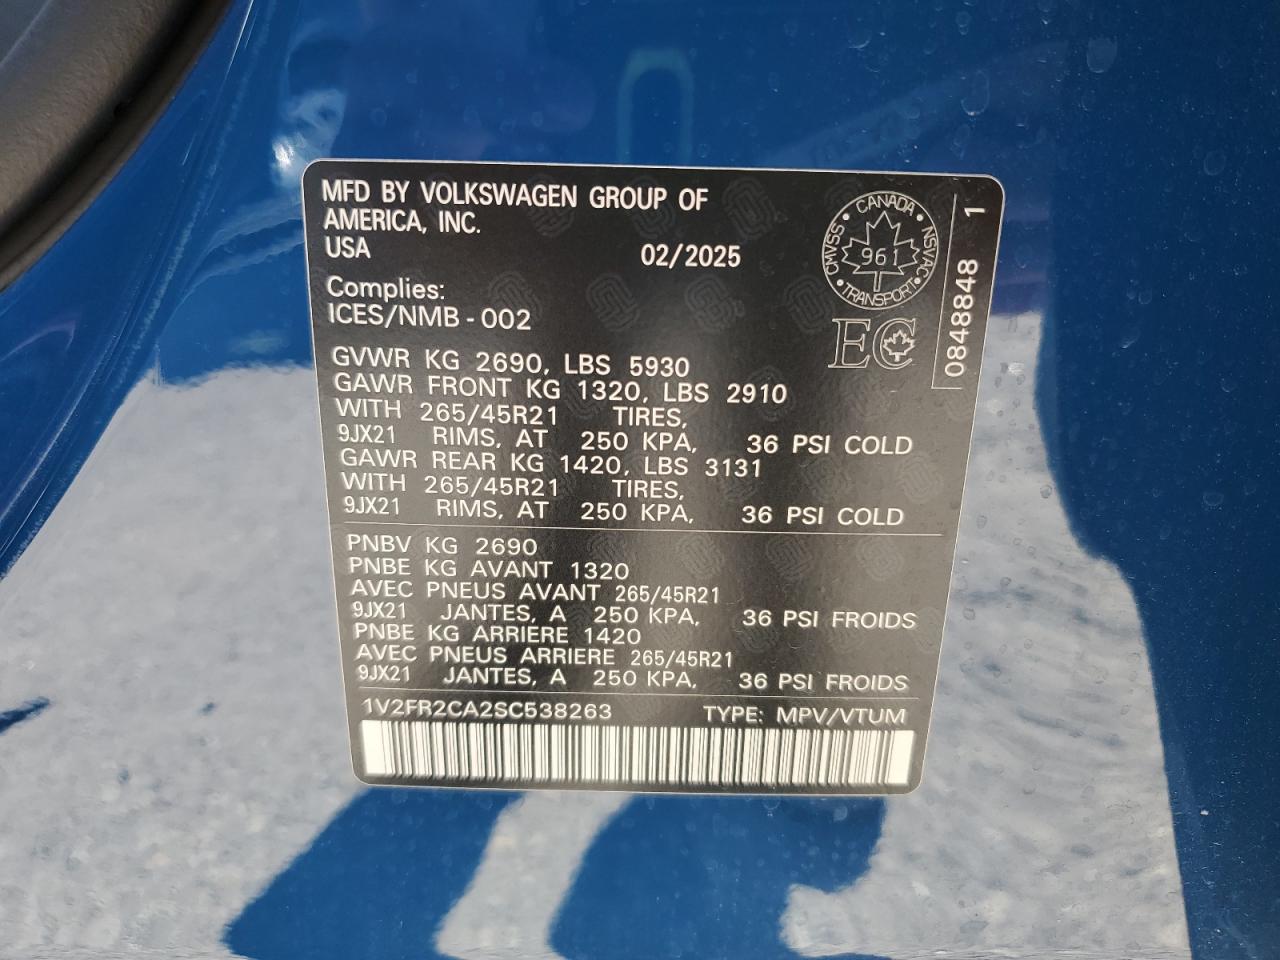 MFD BY VOLKSWAGEN GROUP OF
AMERICA, INC.
USA 02/2025
CANADA
CMVSS 961 NSVAC
TRANSPORT
0848848 1
Complies:
ICES/NMB - 002
EC
GVWR KG 2690, LBS 5930
GAWR FRONT KG 1320, LBS 2910
WITH 265/45R21 TIRES,
9JX21 RIMS, AT 250 KPA, 36 PSI COLD
GAWR REAR KG 1420, LBS 3131
WITH 265/45R21 TIRES,
9JX21 RIMS, AT 250 KPA, 36 PSI COLD
PNBV KG 2690
PNBE KG AVANT 1320
AVEC PNEUS AVANT 265/45R21
9JX21 JANTES, A 250 KPA, 36 PSI FROIDS
PNBE KG ARRIERE 1420
AVEC PNEUS ARRIERE 265/45R21
9JX21 JANTES, A 250 KPA, 36 PSI FROIDS
1V2FR2CA2SC538263 TYPE: MPV/VTUM